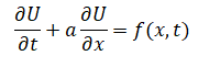 ∂U/∂t + a ∂U/∂x = f(x,t)